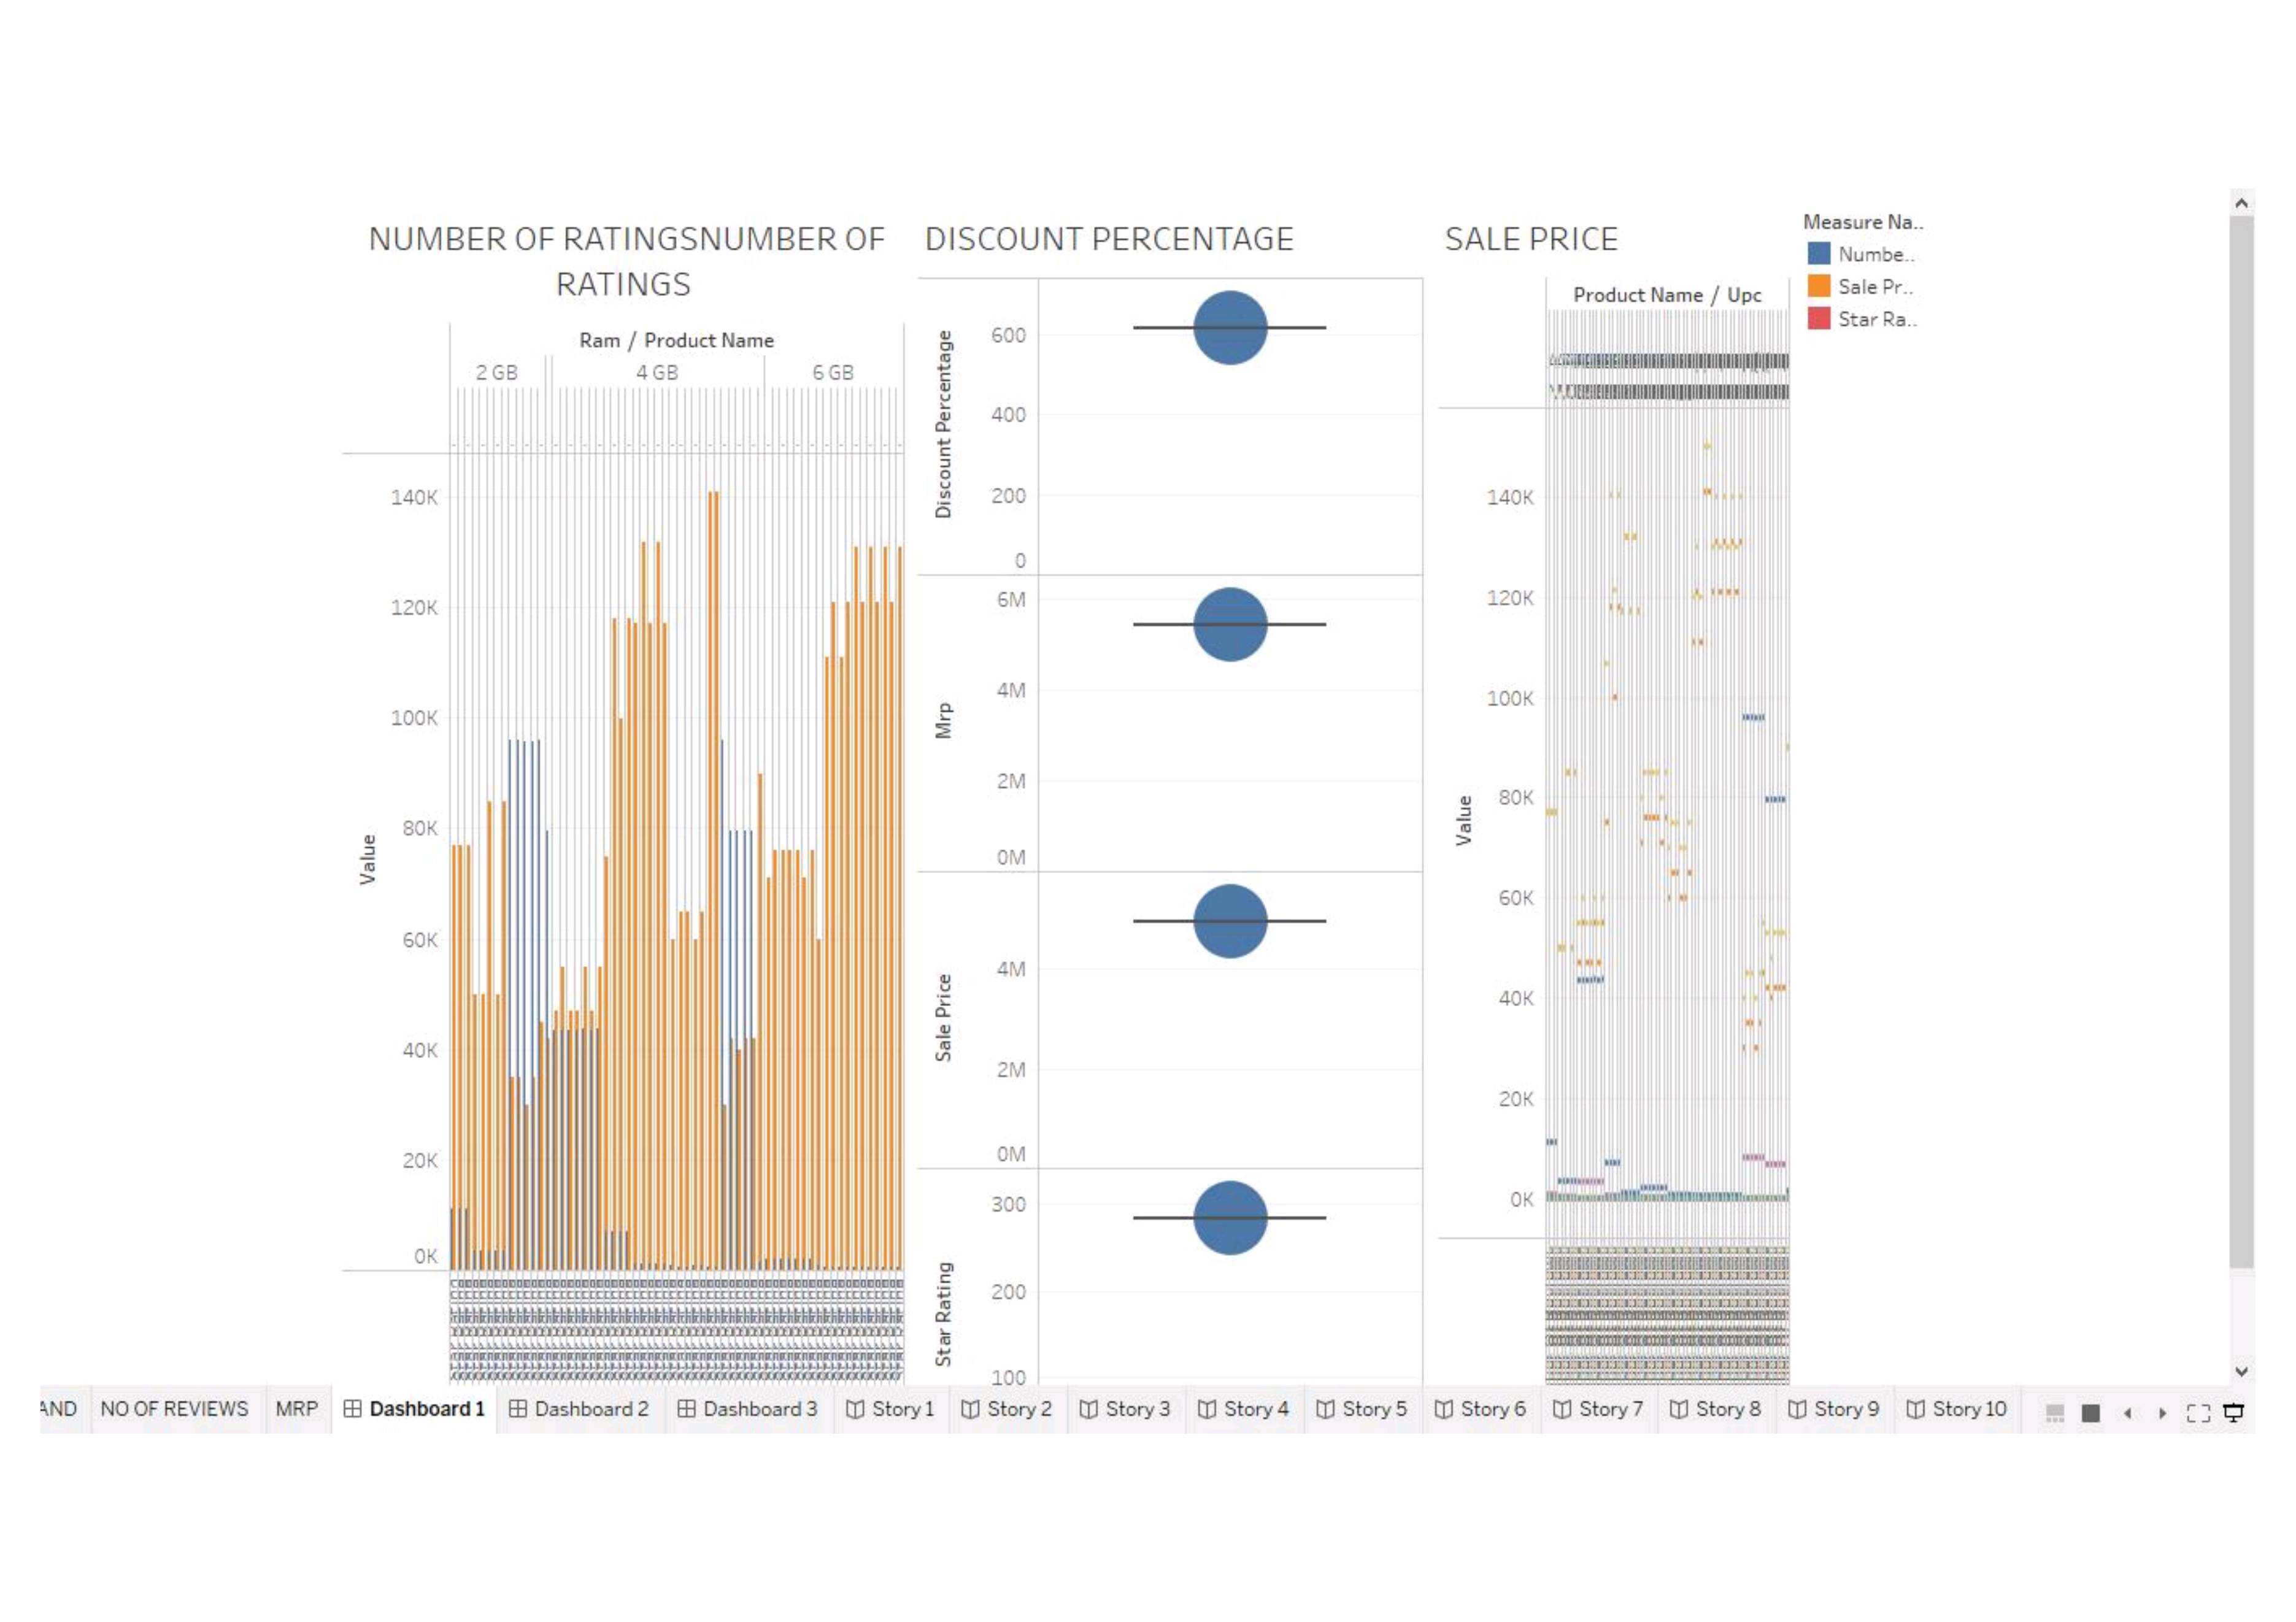 NUMBER OF RATINGSNUMBER OF
RATINGS
Ram / Product Name
2 GB
4 GB
6 GB
140K
120K
100K
80K
60K
40K
20K
0K
Value
DISCOUNT PERCENTAGE
Discount Percentage
600
400
200
0
Mrp
6M
4M
2M
0M
Sale Price
4M
2M
0M
Star Rating
300
200
100
SALE PRICE
Product Name / Upc
140K
120K
100K
80K
60K
40K
20K
0K
Value
Measure Na..
Numbe..
Sale Pr..
Star Ra..
AND
NO OF REVIEWS
MRP
Dashboard 1
Dashboard 2
Dashboard 3
Story 1
Story 2
Story 3
Story 4
Story 5
Story 6
Story 7
Story 8
Story 9
Story 10